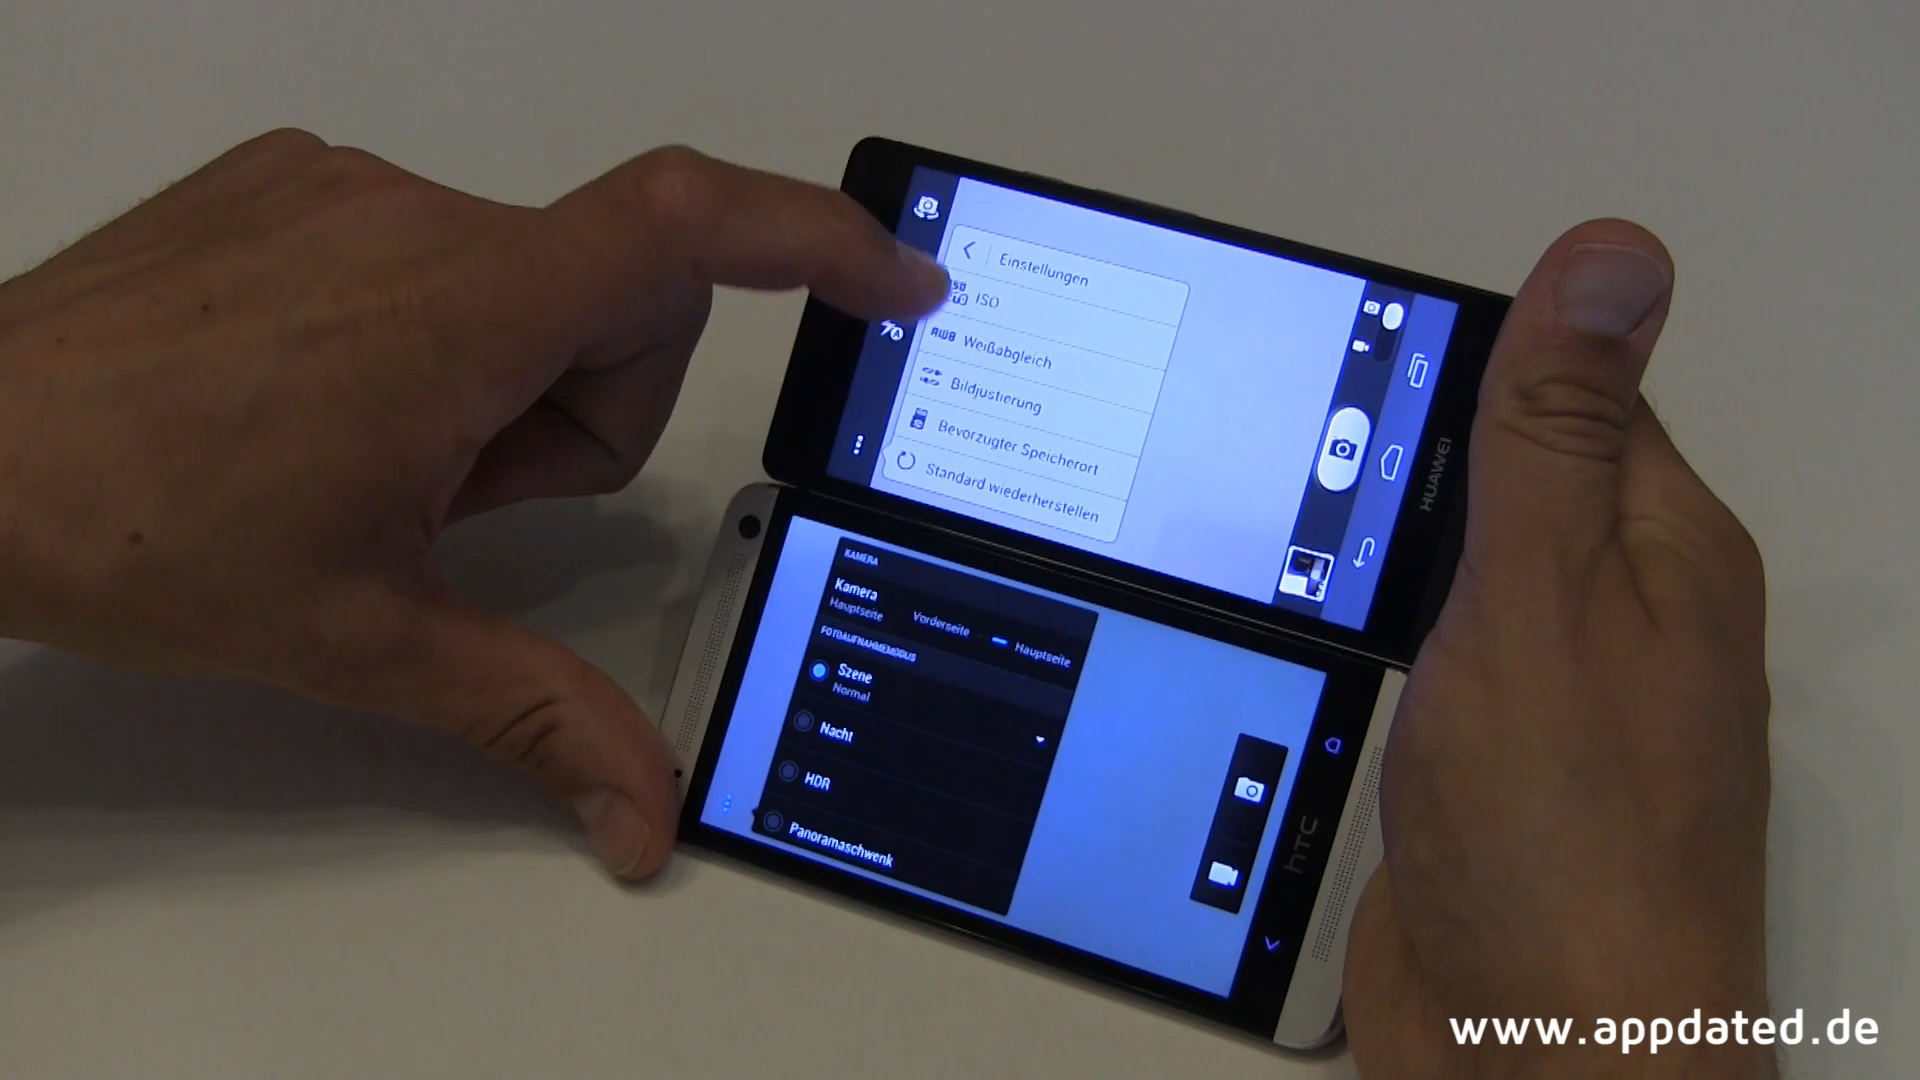 Einstellungen
ISO
AWB Weißabgleich
Bildjustierung
Bevorzugter Speicherort
Standard wiederherstellen
HUAWEI
KAMERA
Kamera
Hauptseite
Vorderseite
Hauptseite
FOTOAUFNAHMEMODUS
Szene
Normal
Nacht
HDR
Panoramaschwenk
hTC
www.appdated.de